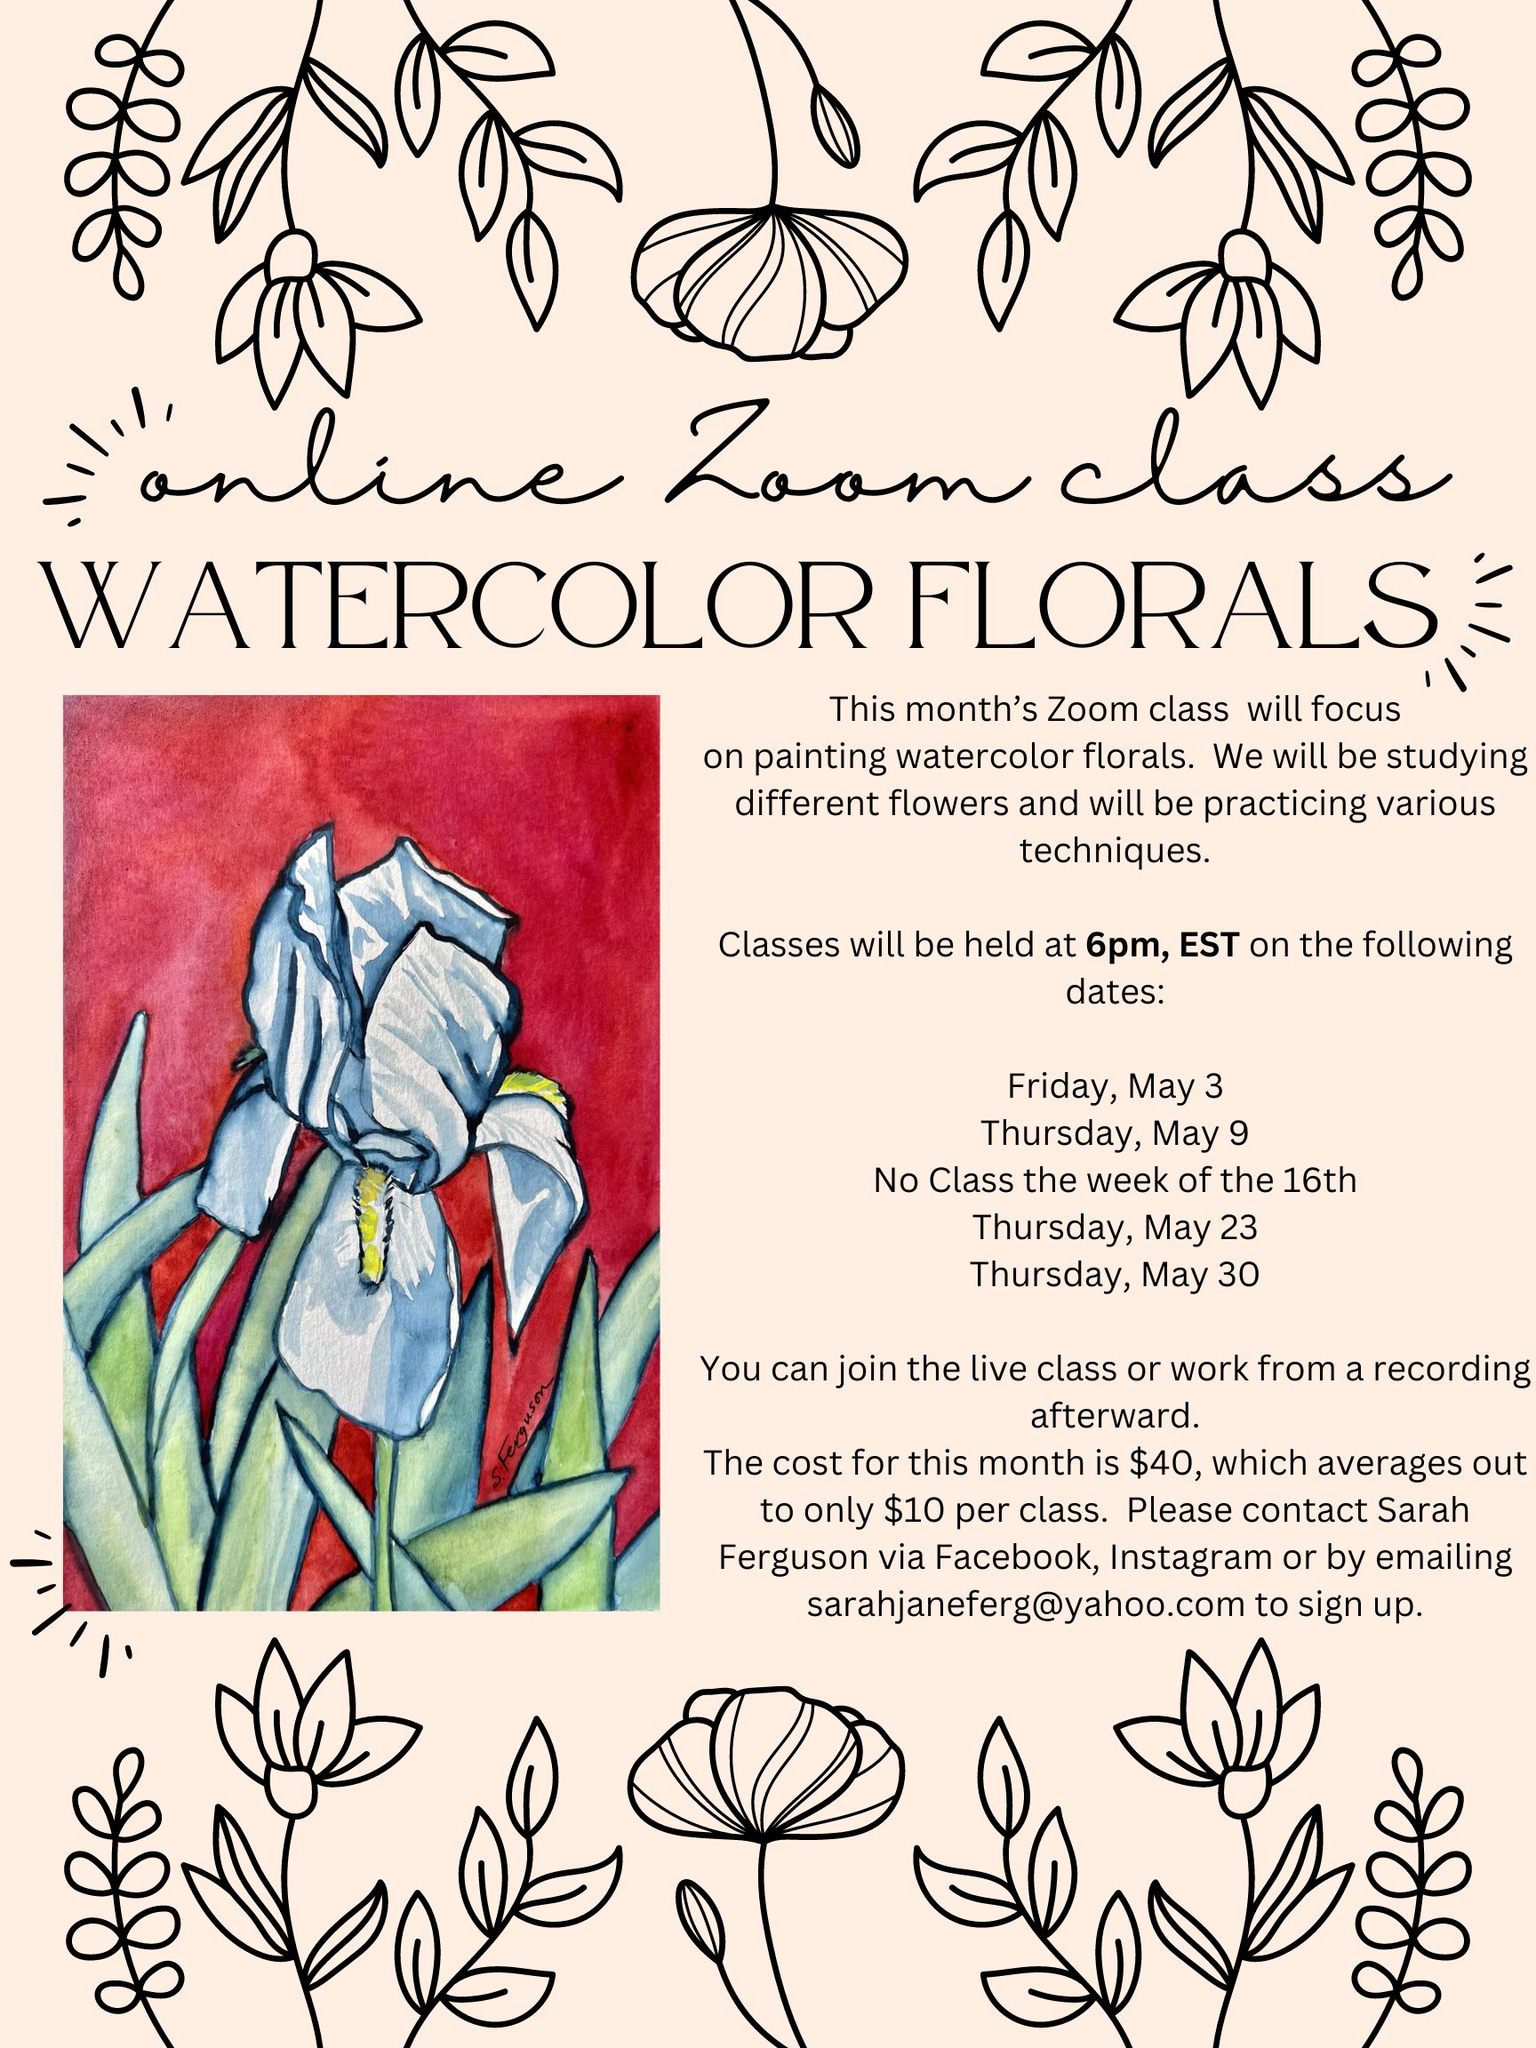 online Zoom class
WATERCOLOR FLORALS
This month's Zoom class will focus
on painting watercolor florals. We will be studying
different flowers and will be practicing various
techniques.
Classes will be held at 6pm, EST on the following
dates:
Friday, May 3
Thursday, May 9
No Class the week of the 16th
Thursday, May 23
Thursday, May 30
You can join the live class or work from a recording
afterward.
The cost for this month is $40, which averages out
to only $10 per class. Please contact Sarah
Ferguson via Facebook, Instagram or by emailing
sarahjaneferg@yahoo.com to sign up.
S. Ferguson